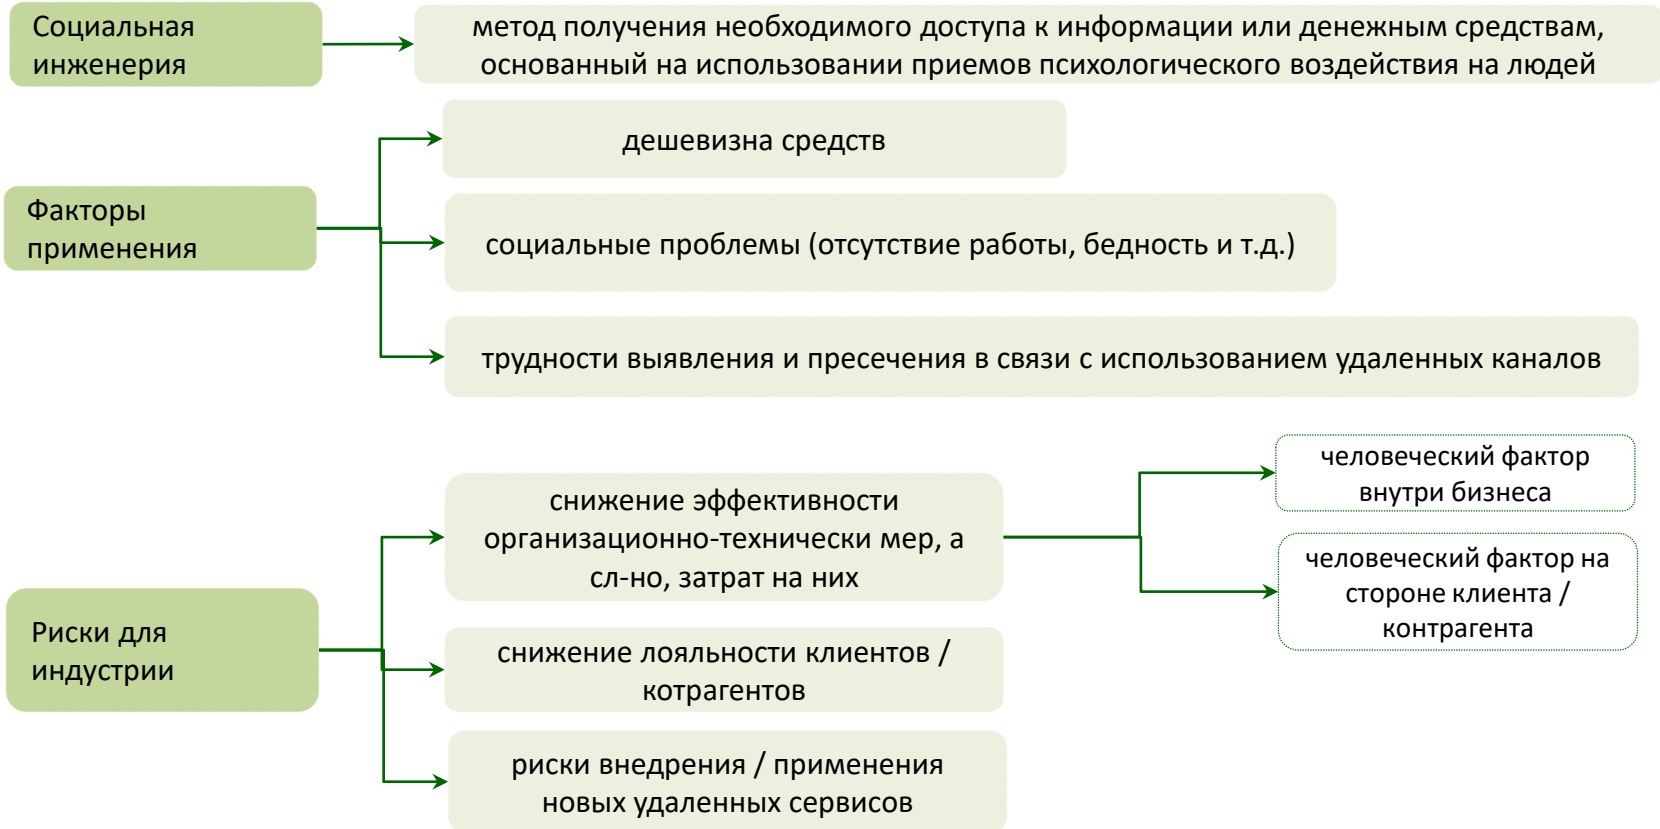 Социальная
инженерия
метод получения необходимого доступа к информации или денежным средствам,
основанный на использовании приемов психологического воздействия на людей
Факторы
применения
дешевизна средств
социальные проблемы (отсутствие работы, бедность и т.д.)
трудности выявления и пресечения в связи с использованием удаленных каналов
Риски для
индустрии
снижение эффективности
организационно-технически мер, а
сл-но, затрат на них
человеческий фактор
внутри бизнеса
человеческий фактор на
стороне клиента /
контрагента
снижение лояльности клиентов /
котрагентов
риски внедрения / применения
новых удаленных сервисов